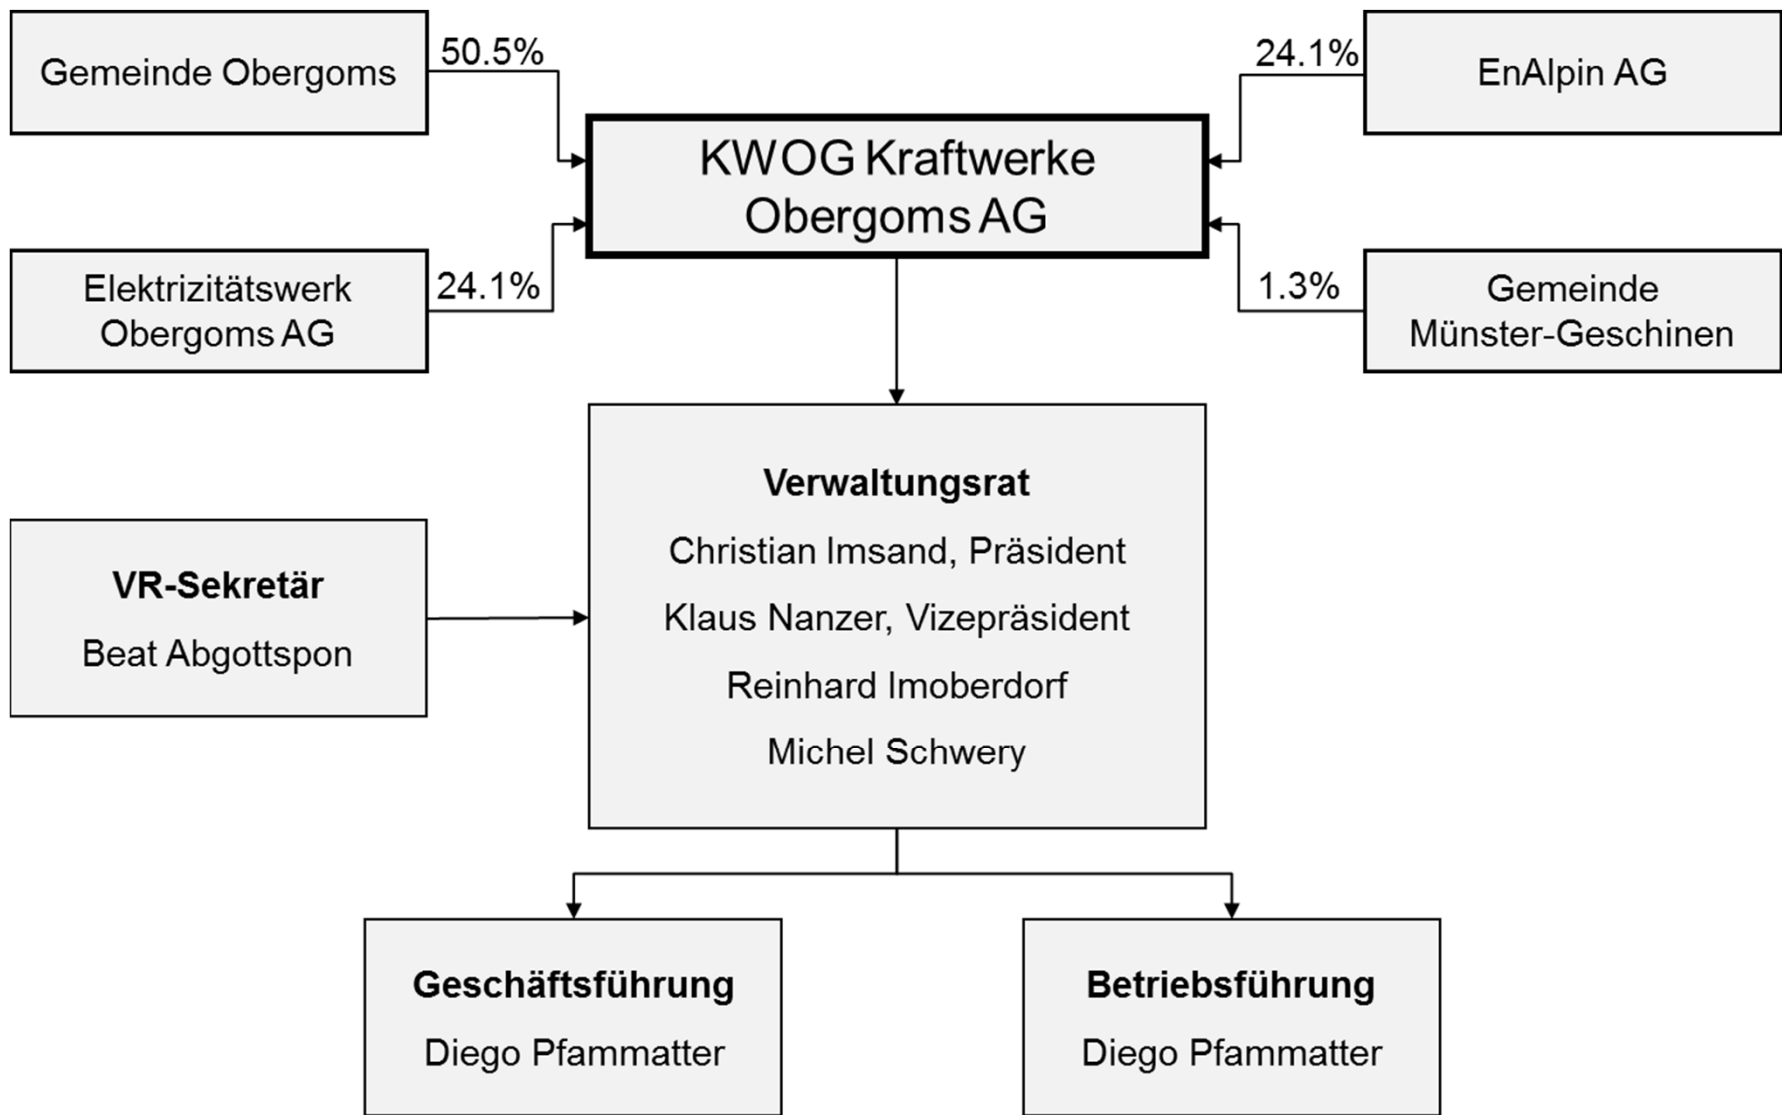 Gemeinde Obergoms
50.5%
24.1%
EnAlpin AG
KWOG Kraftwerke
Obergoms AG
Elektrizitätswerk
Obergoms AG
24.1%
1.3%
Gemeinde
Münster-Geschinen
Verwaltungsrat
Christian Imsand, Präsident
Klaus Nanzer, Vizepräsident
Reinhard Imoberdorf
Michel Schwery
VR-Sekretär
Beat Abgottspon
Geschäftsführung
Diego Pfammatter
Betriebsführung
Diego Pfammatter